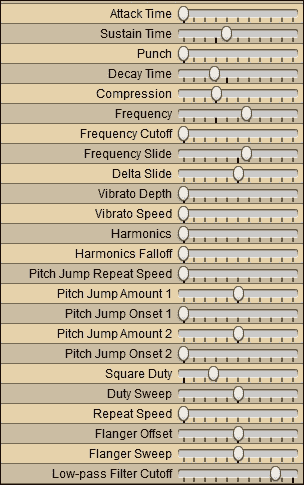 Attack Time
Sustain Time
Punch
Decay Time
Compression
Frequency
Frequency Cutoff
Frequency Slide
Delta Slide
Vibrato Depth
Vibrato Speed
Harmonics
Harmonics Falloff
Pitch Jump Repeat Speed
Pitch Jump Amount 1
Pitch Jump Onset 1
Pitch Jump Amount 2
Pitch Jump Onset 2
Square Duty
Duty Sweep
Repeat Speed
Flanger Offset
Flanger Sweep
Low-pass Filter Cutoff